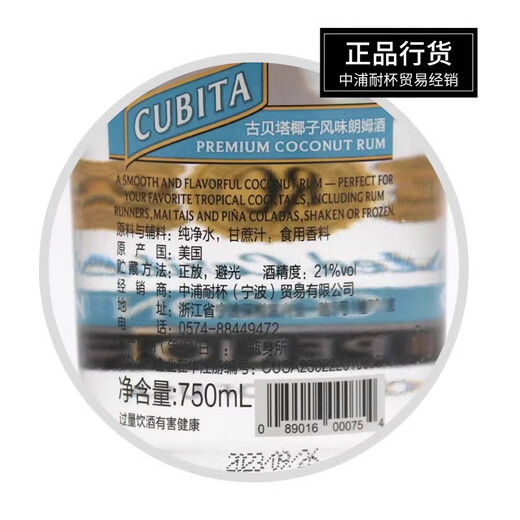 正品行货
中浦耐杯贸易经销
CUBITA
古贝塔椰子风味朗姆酒
PREMIUM COCONUT RUM
A SMOOTH AND FLAVORFUL COCONUT RUM — PERFECT FOR
YOUR FAVORITE TROPICAL COCKTAILS, INCLUDING RUM
RUNNERS, MAI TAIS AND PIÑA COLADAS, SHAKEN OR FROZEN.
原料与辅料：纯净水，甘蔗汁，食用香料
原 产 国：美国
贮藏方法：正放，避光 酒精度：21%vol
经 销 商：中浦耐杯（宁波）贸易有限公司
地 址：浙江省
电 话：0574-88449472
注册编号：
净含量:750mL
过量饮酒有害健康
0 89016 00075 4
2023/08/26